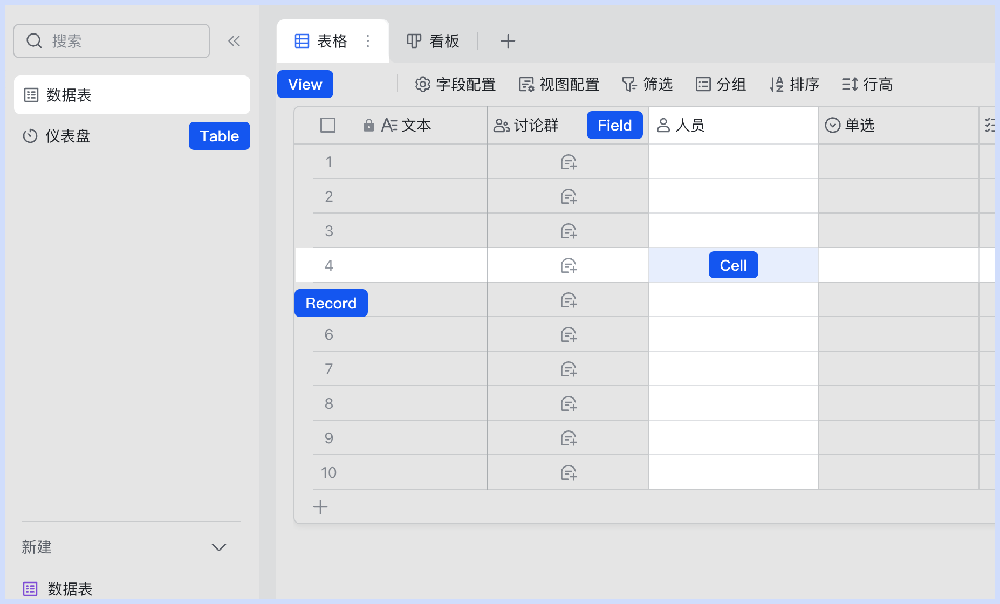 搜索
数据表
仪表盘
Table
新建
数据表
表格
看板
View
字段配置
视图配置
筛选
分组
排序
行高
文本
讨论群
Field
人员
单选
1
2
3
4
Cell
Record
6
7
8
9
10